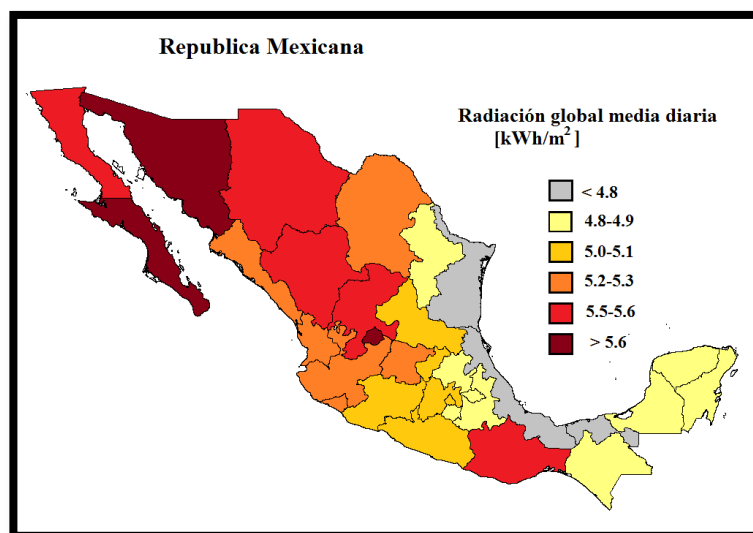 Republica Mexicana
Radiación global media diaria
[kWh/m²]
< 4.8
4.8-4.9
5.0-5.1
5.2-5.3
5.5-5.6
> 5.6